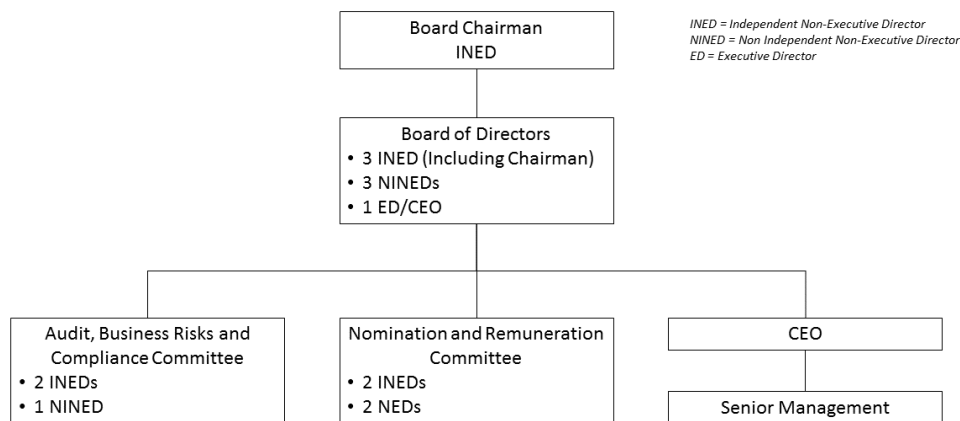 Board Chairman
INED
INED = Independent Non-Executive Director
NINED = Non Independent Non-Executive Director
ED = Executive Director
Board of Directors
• 3 INED (Including Chairman)
• 3 NINEDs
• 1 ED/CEO
Audit, Business Risks and
Compliance Committee
• 2 INEDs
• 1 NINED
Nomination and Remuneration
Committee
• 2 INEDs
• 2 NEDs
CEO
Senior Management